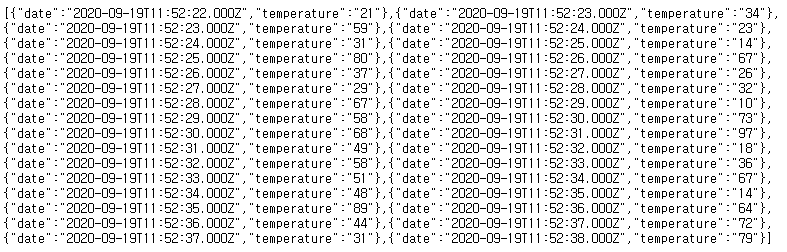 [{"date":"2020-09-19T11:52:22.000Z","temperature":"21"},{"date":"2020-09-19T11:52:23.000Z","temperature":"34"},
{"date":"2020-09-19T11:52:23.000Z","temperature":"59"},{"date":"2020-09-19T11:52:24.000Z","temperature":"23"},
{"date":"2020-09-19T11:52:24.000Z","temperature":"31"},{"date":"2020-09-19T11:52:25.000Z","temperature":"14"},
{"date":"2020-09-19T11:52:25.000Z","temperature":"80"},{"date":"2020-09-19T11:52:26.000Z","temperature":"67"},
{"date":"2020-09-19T11:52:26.000Z","temperature":"37"},{"date":"2020-09-19T11:52:27.000Z","temperature":"26"},
{"date":"2020-09-19T11:52:27.000Z","temperature":"29"},{"date":"2020-09-19T11:52:28.000Z","temperature":"32"},
{"date":"2020-09-19T11:52:28.000Z","temperature":"67"},{"date":"2020-09-19T11:52:29.000Z","temperature":"10"},
{"date":"2020-09-19T11:52:29.000Z","temperature":"58"},{"date":"2020-09-19T11:52:30.000Z","temperature":"73"},
{"date":"2020-09-19T11:52:30.000Z","temperature":"68"},{"date":"2020-09-19T11:52:31.000Z","temperature":"97"},
{"date":"2020-09-19T11:52:31.000Z","temperature":"49"},{"date":"2020-09-19T11:52:32.000Z","temperature":"18"},
{"date":"2020-09-19T11:52:32.000Z","temperature":"58"},{"date":"2020-09-19T11:52:33.000Z","temperature":"36"},
{"date":"2020-09-19T11:52:33.000Z","temperature":"51"},{"date":"2020-09-19T11:52:34.000Z","temperature":"67"},
{"date":"2020-09-19T11:52:34.000Z","temperature":"48"},{"date":"2020-09-19T11:52:35.000Z","temperature":"14"},
{"date":"2020-09-19T11:52:35.000Z","temperature":"89"},{"date":"2020-09-19T11:52:36.000Z","temperature":"64"},
{"date":"2020-09-19T11:52:36.000Z","temperature":"44"},{"date":"2020-09-19T11:52:37.000Z","temperature":"72"},
{"date":"2020-09-19T11:52:37.000Z","temperature":"31"},{"date":"2020-09-19T11:52:38.000Z","temperature":"79"}]